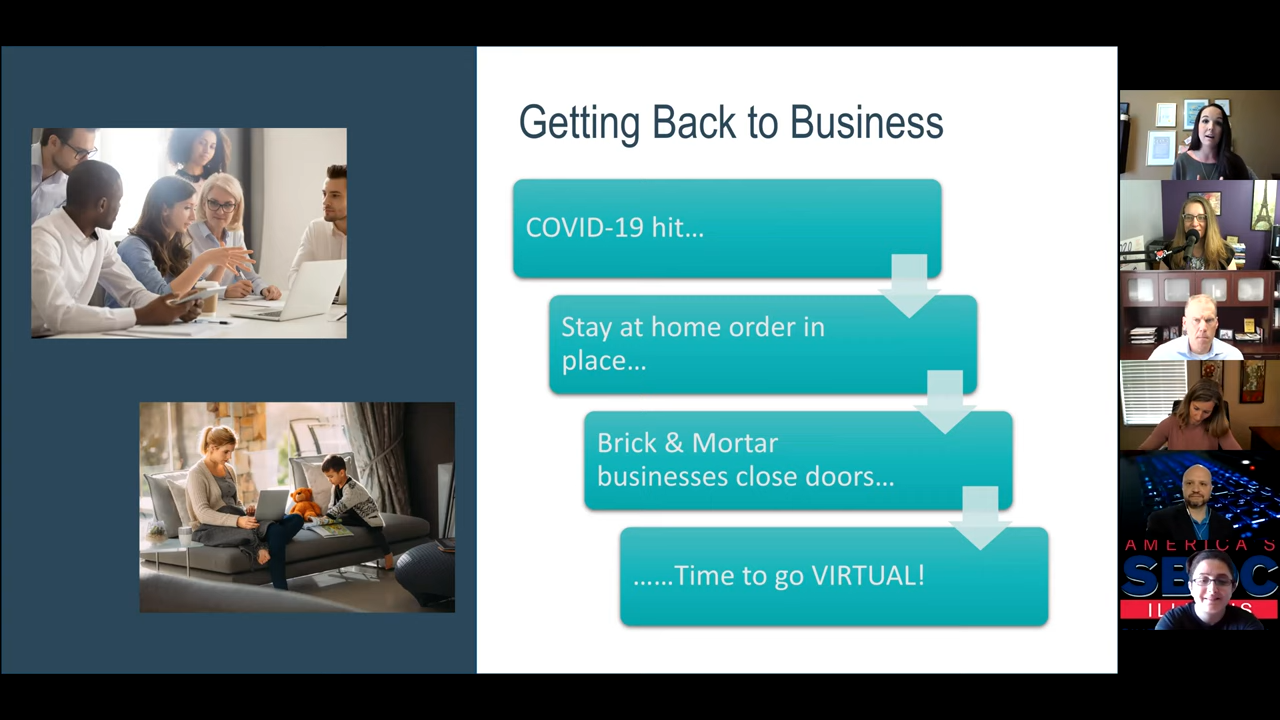 Getting Back to Business
COVID-19 hit...
Stay at home order in
place...
Brick & Mortar
businesses close doors...
......Time to go VIRTUAL!
AMERICA'S